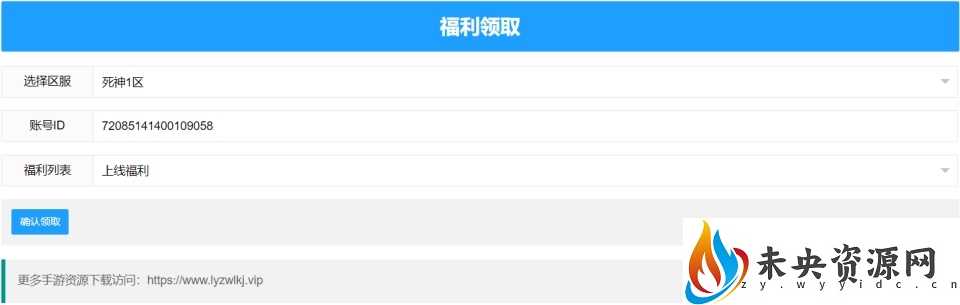 福利领取
选择区服 死神1区
账号ID 72085141400109058
福利列表 上线福利
确认领取
更多手游资源下载访问：https://www.lyzwlkj.vip
未央资源网
zy.wyyidc.cn